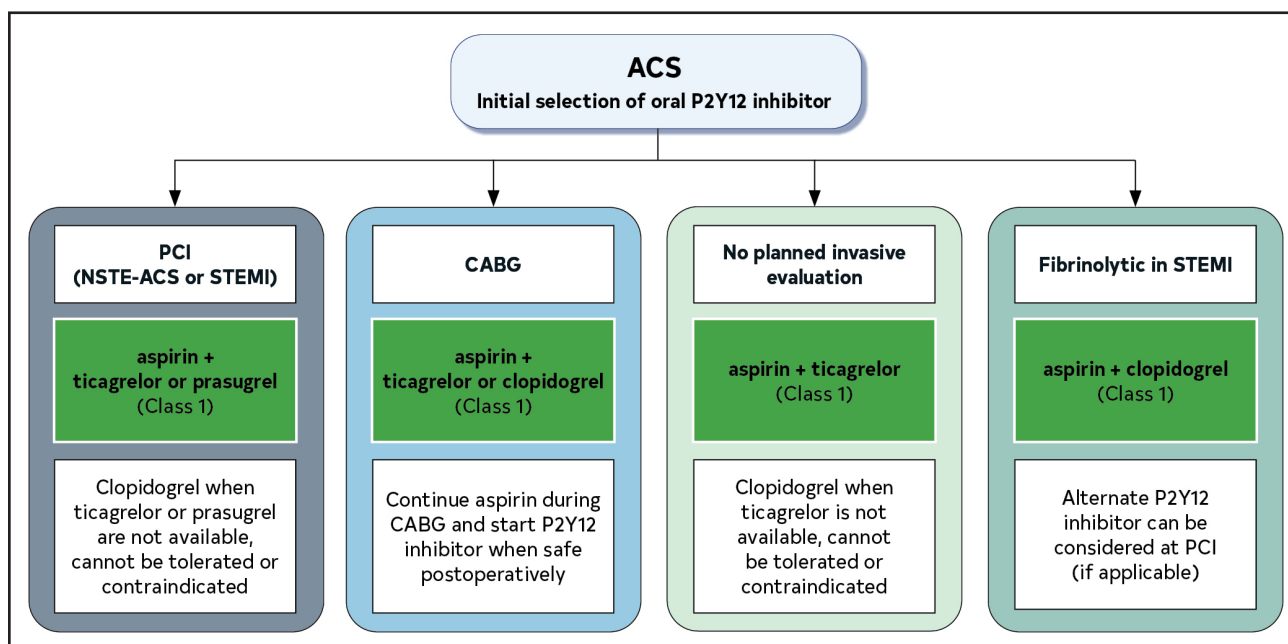 ACS
Initial selection of oral P2Y12 inhibitor
PCI
(NSTE-ACS or STEMI)
aspirin +
ticagrelor or prasugrel
(Class 1)
Clopidogrel when
ticagrelor or prasugrel
are not available,
cannot be tolerated or
contraindicated
CABG
aspirin +
ticagrelor or clopidogrel
(Class 1)
Continue aspirin during
CABG and start P2Y12
inhibitor when safe
postoperatively
No planned invasive
evaluation
aspirin + ticagrelor
(Class 1)
Clopidogrel when
ticagrelor is not
available, cannot
be tolerated or
contraindicated
Fibrinolytic in STEMI
aspirin + clopidogrel
(Class 1)
Alternate P2Y12
inhibitor can be
considered at PCI
(if applicable)